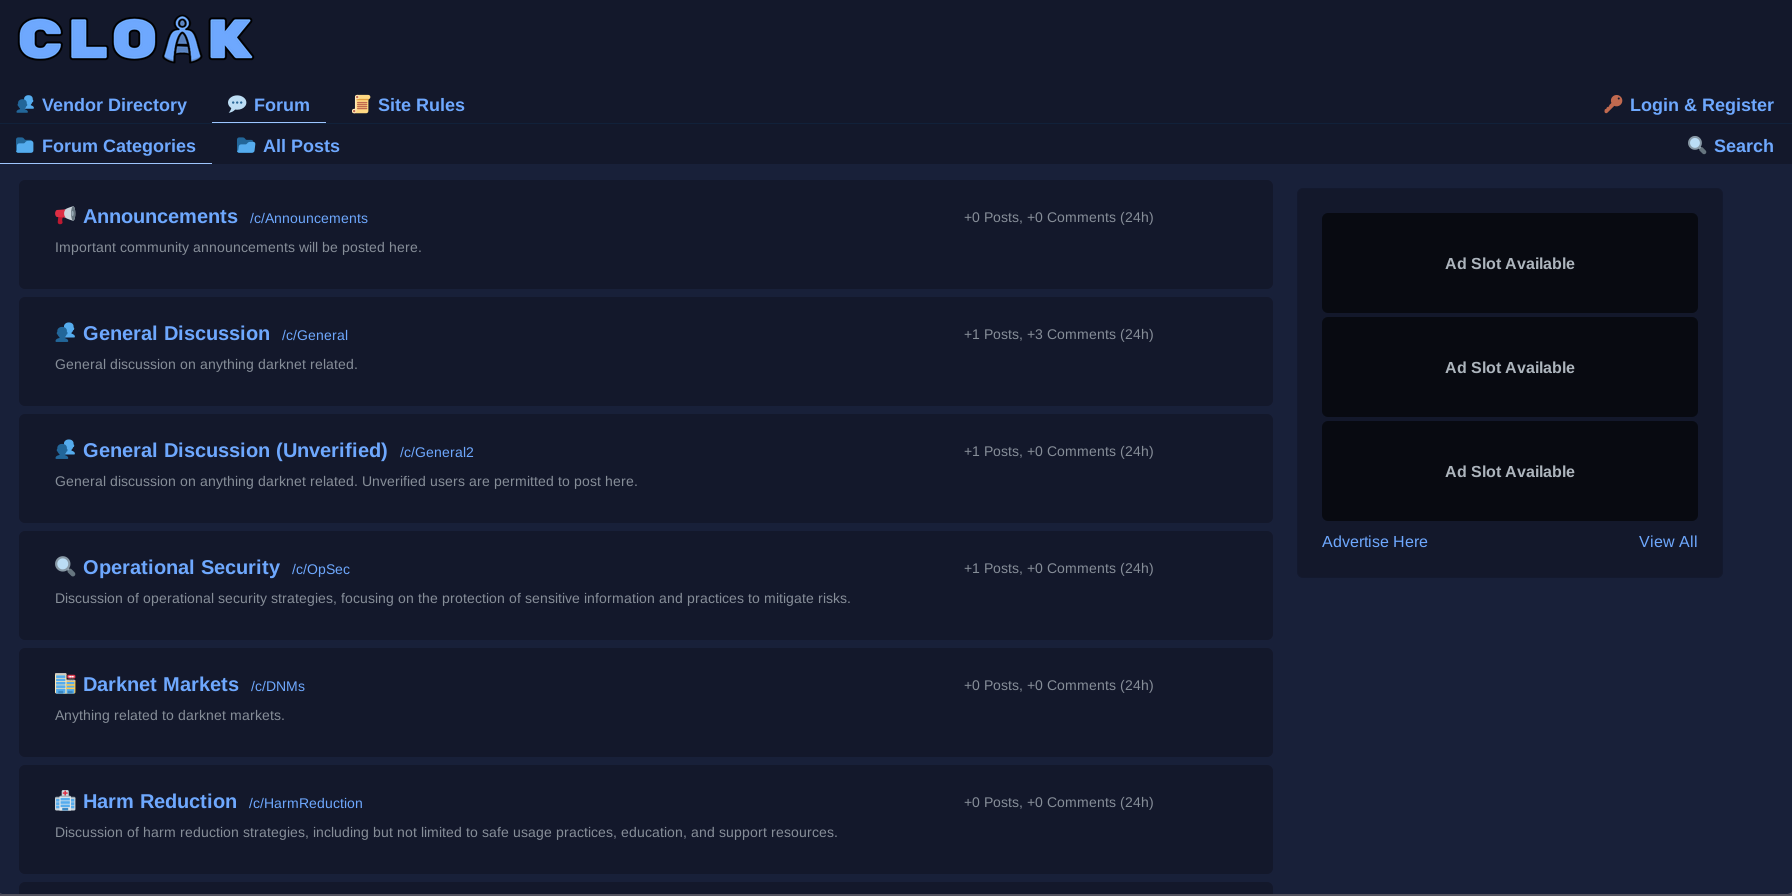 CLOAK
Vendor Directory
Forum
Site Rules
Login & Register
Forum Categories
All Posts
Search
Announcements /c/Announcements
+0 Posts, +0 Comments (24h)
Important community announcements will be posted here.
General Discussion /c/General
+1 Posts, +3 Comments (24h)
General discussion on anything darknet related.
General Discussion (Unverified) /c/General2
+1 Posts, +0 Comments (24h)
General discussion on anything darknet related. Unverified users are permitted to post here.
Operational Security /c/OpSec
+1 Posts, +0 Comments (24h)
Discussion of operational security strategies, focusing on the protection of sensitive information and practices to mitigate risks.
Darknet Markets /c/DNMs
+0 Posts, +0 Comments (24h)
Anything related to darknet markets.
Harm Reduction /c/HarmReduction
+0 Posts, +0 Comments (24h)
Discussion of harm reduction strategies, including but not limited to safe usage practices, education, and support resources.
Ad Slot Available
Ad Slot Available
Ad Slot Available
Advertise Here
View All